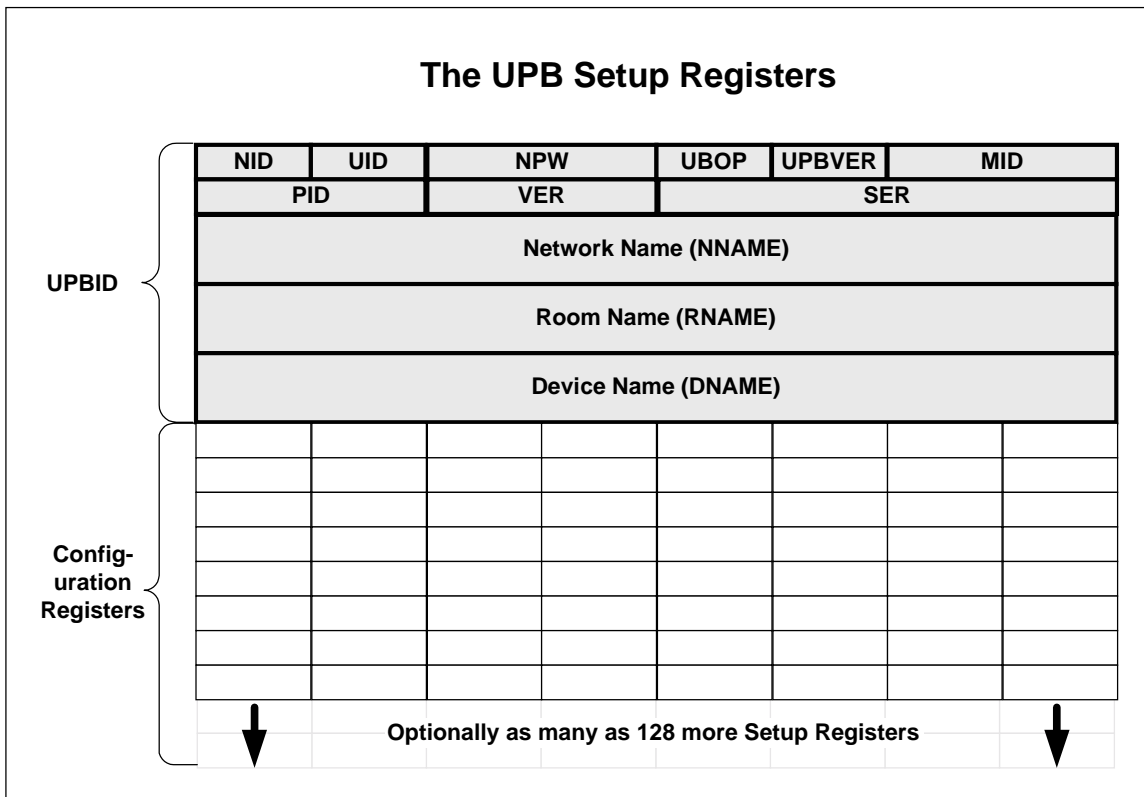 The UPB Setup Registers
NID UID NPW UBOP UPBVER MID
PID VER SER
Network Name (NNAME)
UPBID
Room Name (RNAME)
Device Name (DNAME)
Config-
uration
Registers
Optionally as many as 128 more Setup Registers